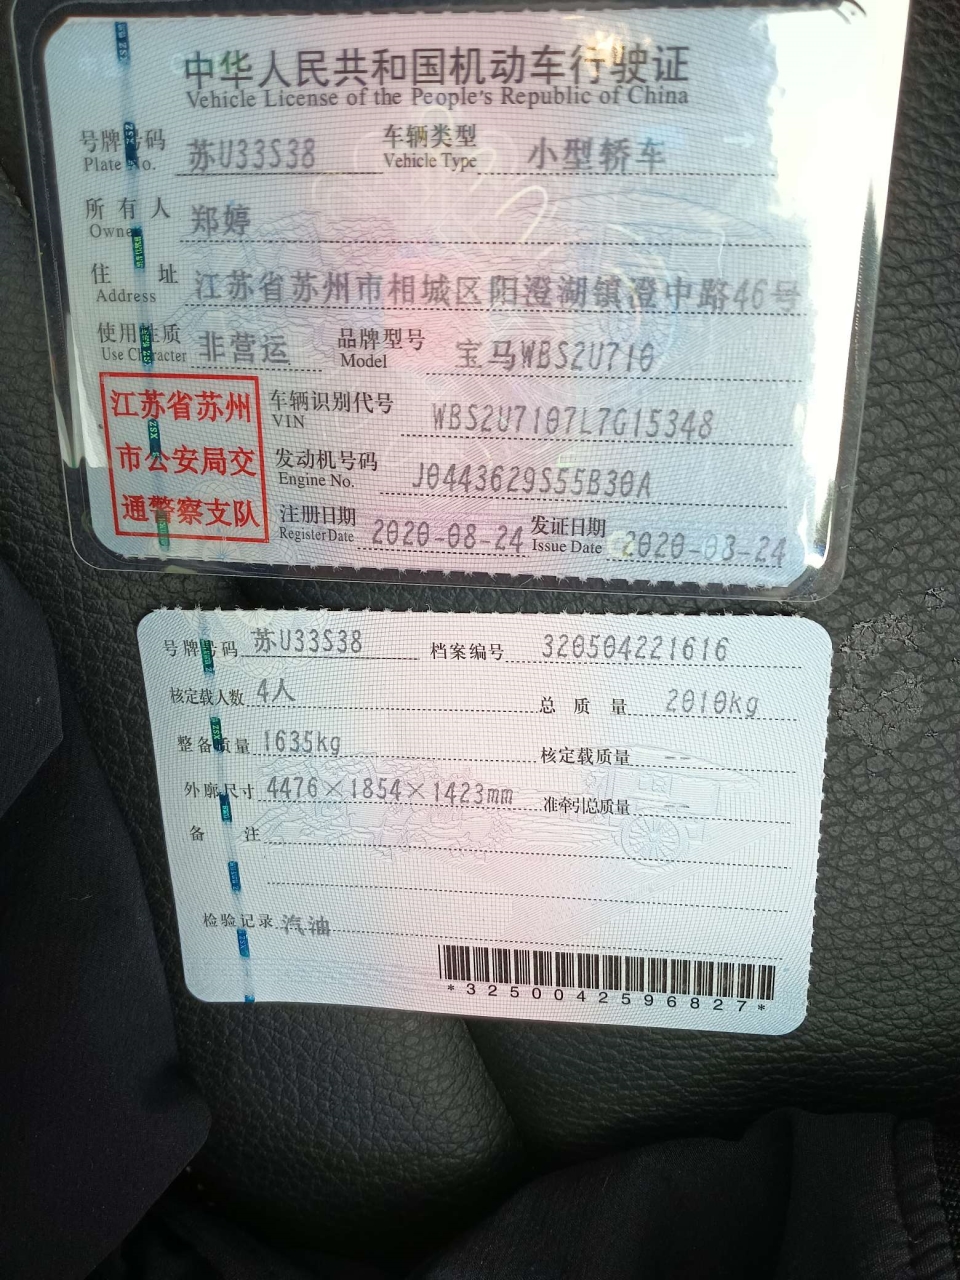 中华人民共和国机动车行驶证
Vehicle License of the People's Republic of China
号牌号码 苏U33S38 车辆类型 小型轿车
Plate No. Vehicle Type
所有人 郑婷
Owner
住址 江苏省苏州市相城区阳澄湖镇澄中路46号
Address
使用性质 非营运 品牌型号 宝马WBS2U710
Use Character Model
江苏省苏州
市公安局交
通警察支队
车辆识别代号 WBS2U7107L7G15348
VIN
发动机号码 J0443629S55B30A
Engine No.
注册日期 2020-08-24 发证日期 2020-08-24
Register Date Issue Date
号牌号码 苏U33S38 档案编号 320504221616
核定载人数 4人 总质量 2010kg
整备质量 1635kg 核定载质量 --
外廓尺寸 4476×1854×1423mm 准牵引总质量 --
备注
检验记录 汽油
*3250042596827*